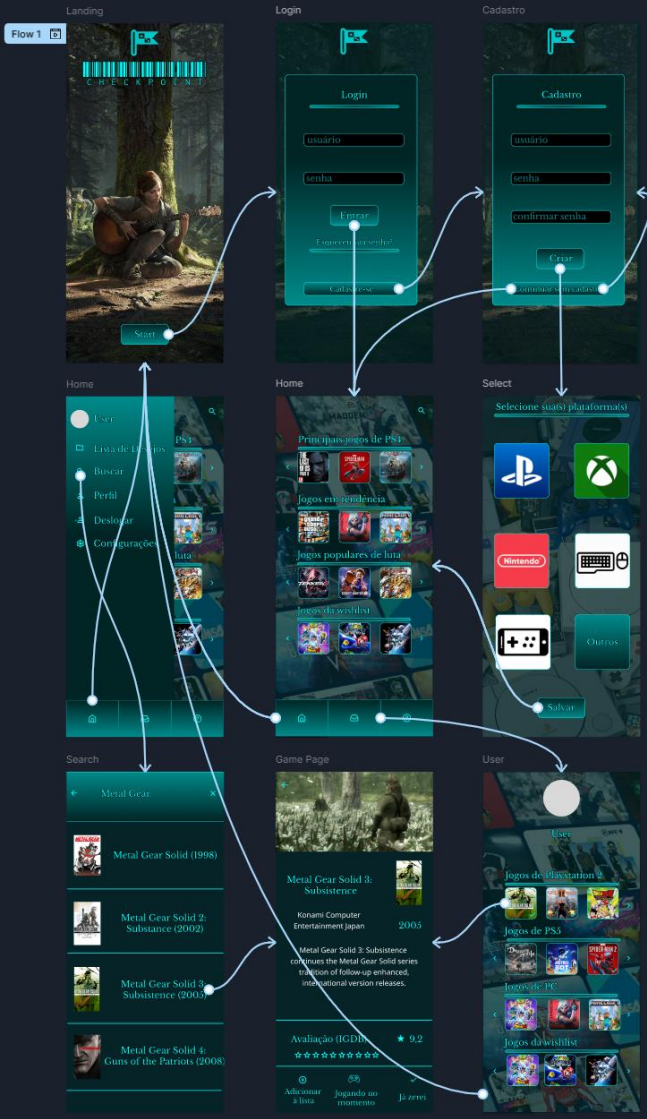 Flow 1
Landing
CHECKPOINT
Start
Login
Login
usuário
senha
Entrar
Esqueceu sua senha?
Cadastre-se
Cadastro
Cadastro
usuário
senha
confirmar senha
Criar
Continuar sem cadastro
Home
User
Lista de Desejos
Buscar
Perfil
Deslogar
Configurações
PS4
luta
Home
MADDEN
Principais jogos de PS4
Jogos em tendência
Jogos populares de luta
Jogos da wishlist
Select
Selecione sua(s) plataforma(s)
Nintendo
Outros
Salvar
Search
Metal Gear
Metal Gear Solid (1998)
Metal Gear Solid 2:
Substance (2002)
Metal Gear Solid 3:
Subsistence (2005)
Metal Gear Solid 4:
Guns of the Patriots (2008)
Game Page
Metal Gear Solid 3:
Subsistence
Konami Computer
Entertainment Japan
2005
Metal Gear Solid 3: Subsistence
continues the Metal Gear Solid series
tradition of follow-up enhanced,
international version releases.
Avaliação (IGDB)
9,2
Adicionar
à lista
Jogando no
momento
Já zerei
User
User
Jogos de Playstation 2
Jogos de PS5
Jogos de PC
Jogos da wishlist